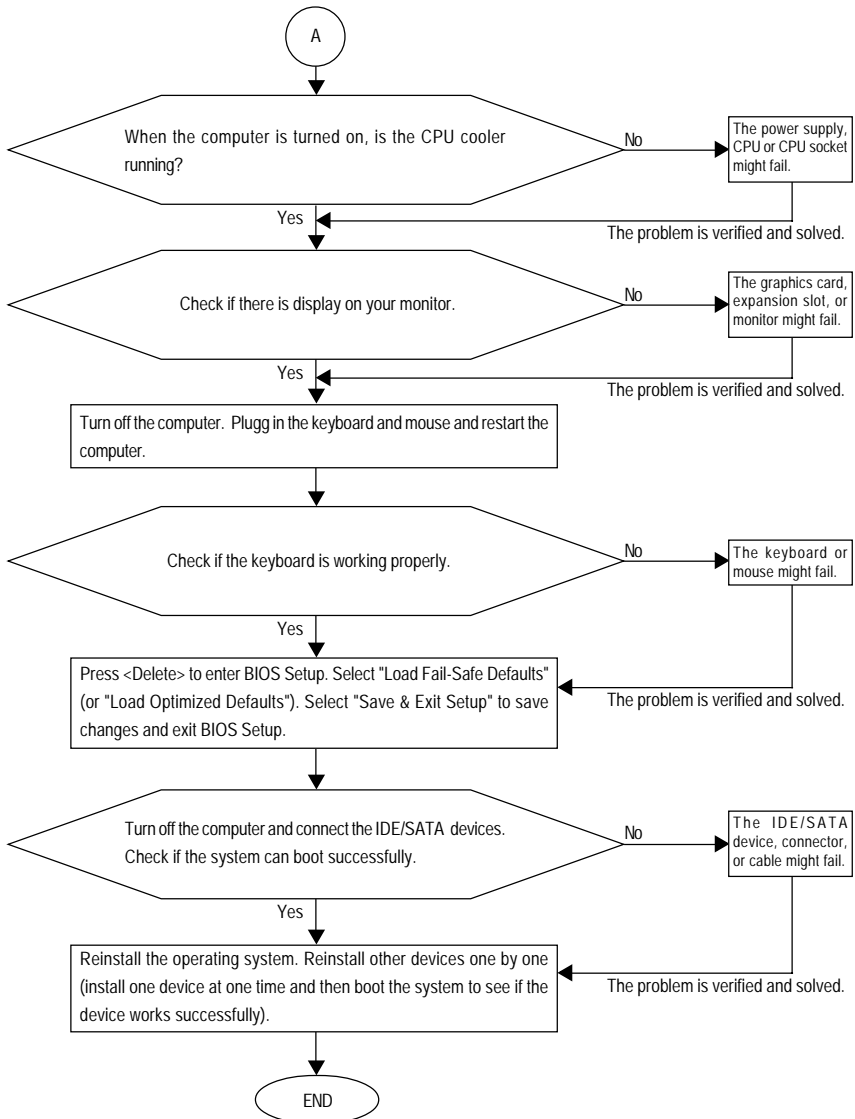 A
When the computer is turned on, is the CPU cooler
running?
No
The power supply,
CPU or CPU socket
might fail.
Yes
The problem is verified and solved.
Check if there is display on your monitor.
No
The graphics card,
expansion slot, or
monitor might fail.
Yes
The problem is verified and solved.
Turn off the computer. Plugg in the keyboard and mouse and restart the
computer.
Check if the keyboard is working properly.
No
The keyboard or
mouse might fail.
Yes
Press <Delete> to enter BIOS Setup. Select "Load Fail-Safe Defaults"
(or "Load Optimized Defaults"). Select "Save & Exit Setup" to save
changes and exit BIOS Setup.
The problem is verified and solved.
Turn off the computer and connect the IDE/SATA devices.
Check if the system can boot successfully.
No
The IDE/SATA
device, connector,
or cable might fail.
Yes
Reinstall the operating system. Reinstall other devices one by one
(install one device at one time and then boot the system to see if the
device works successfully).
The problem is verified and solved.
END